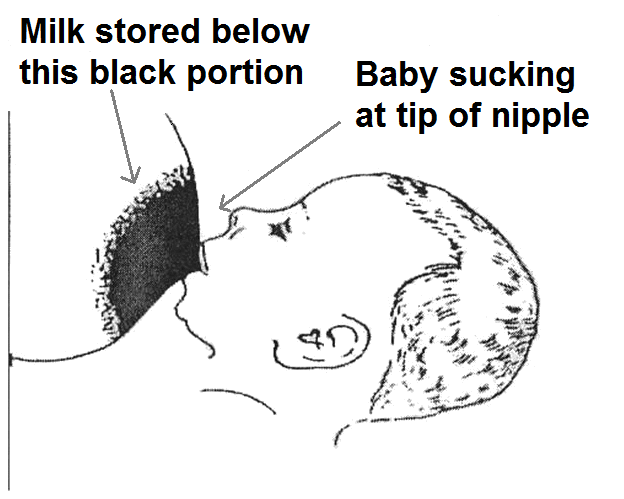 Milk stored below
this black portion
Baby sucking
at tip of nipple